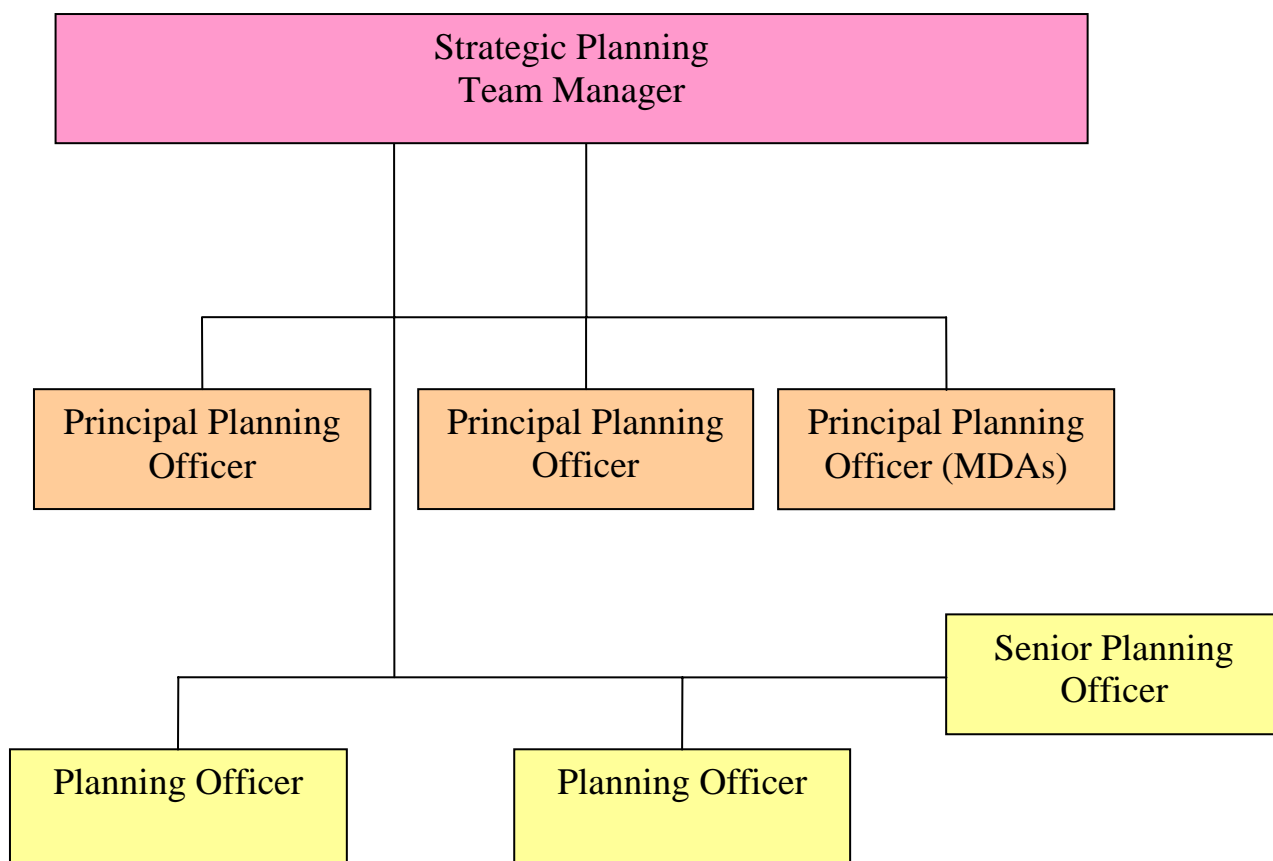 Strategic Planning
Team Manager
Principal Planning
Officer
Principal Planning
Officer
Principal Planning
Officer (MDAs)
Senior Planning
Officer
Planning Officer
Planning Officer